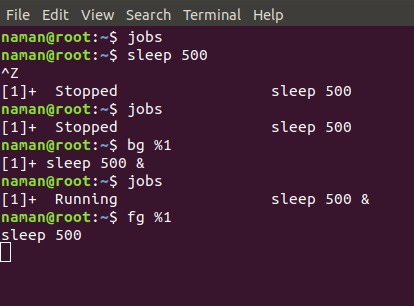 File Edit View Search Terminal Help
naman@root:~$ jobs
naman@root:~$ sleep 500
^Z
[1]+  Stopped                 sleep 500
naman@root:~$ jobs
[1]+  Stopped                 sleep 500
naman@root:~$ bg %1
[1]+ sleep 500 &
naman@root:~$ jobs
[1]+  Running                 sleep 500 &
naman@root:~$ fg %1
sleep 500